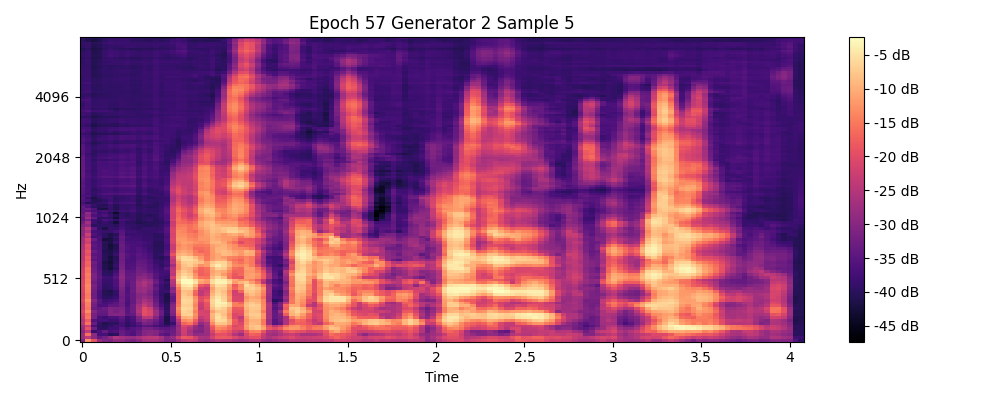 Epoch 57 Generator 2 Sample 5
Hz
4096
2048
1024
512
0
0 0.5 1 1.5 2 2.5 3 3.5 4
Time
-5 dB
-10 dB
-15 dB
-20 dB
-25 dB
-30 dB
-35 dB
-40 dB
-45 dB